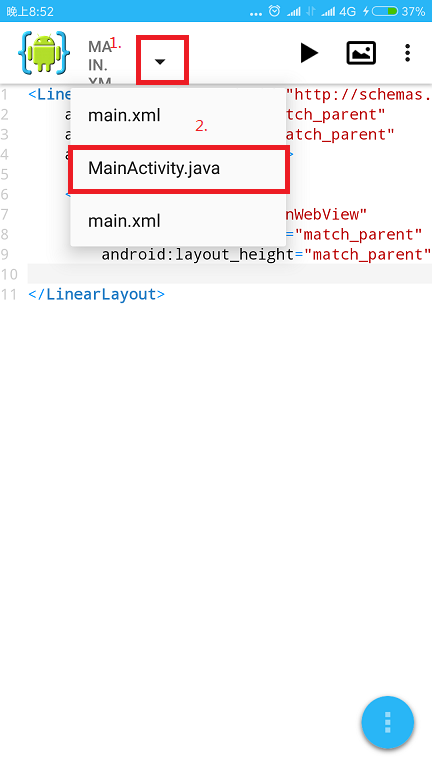 晚上8:52 ... 4G 37%
MA
IN.
XM
1.
1 <Line "http://schemas.
main.xml
2 a tch_parent"
2.
3 a tch_parent"
4 a >
MainActivity.java
5
6 <
7 nWebView"
main.xml
8 ="match_parent"
9 android:layout_height="match_parent"
10
11 </LinearLayout>